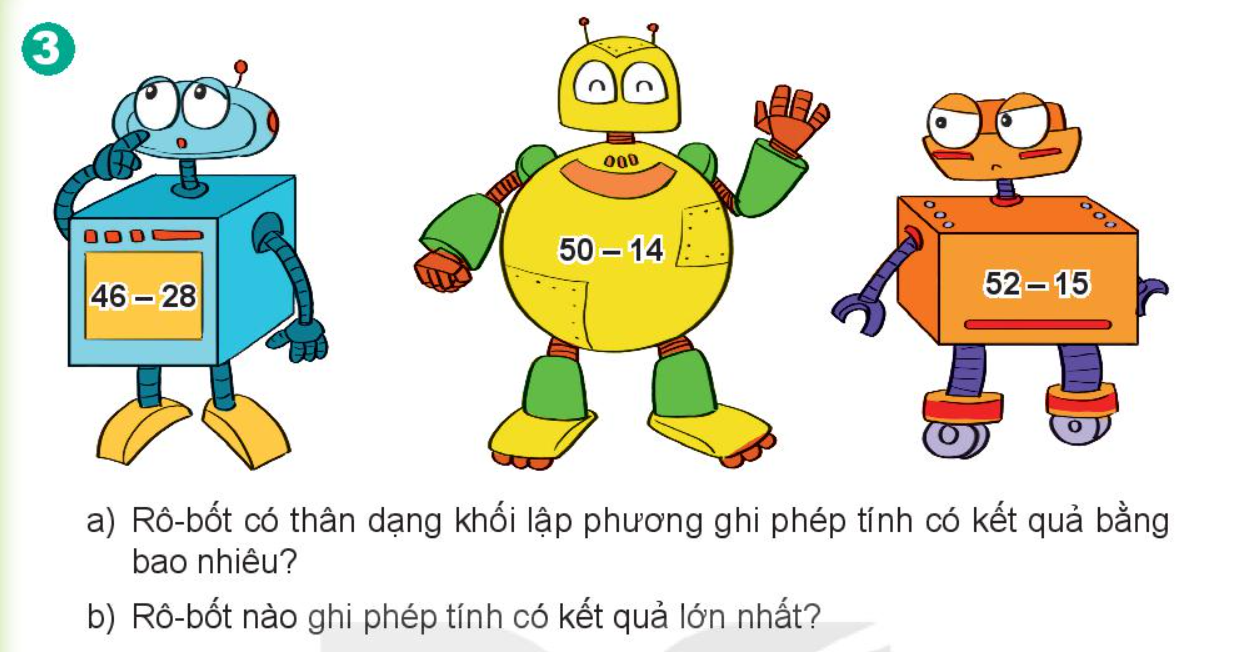 3
46 – 28
50 – 14
52 – 15
a) Rô-bốt có thân dạng khối lập phương ghi phép tính có kết quả bằng
bao nhiêu?
b) Rô-bốt nào ghi phép tính có kết quả lớn nhất?